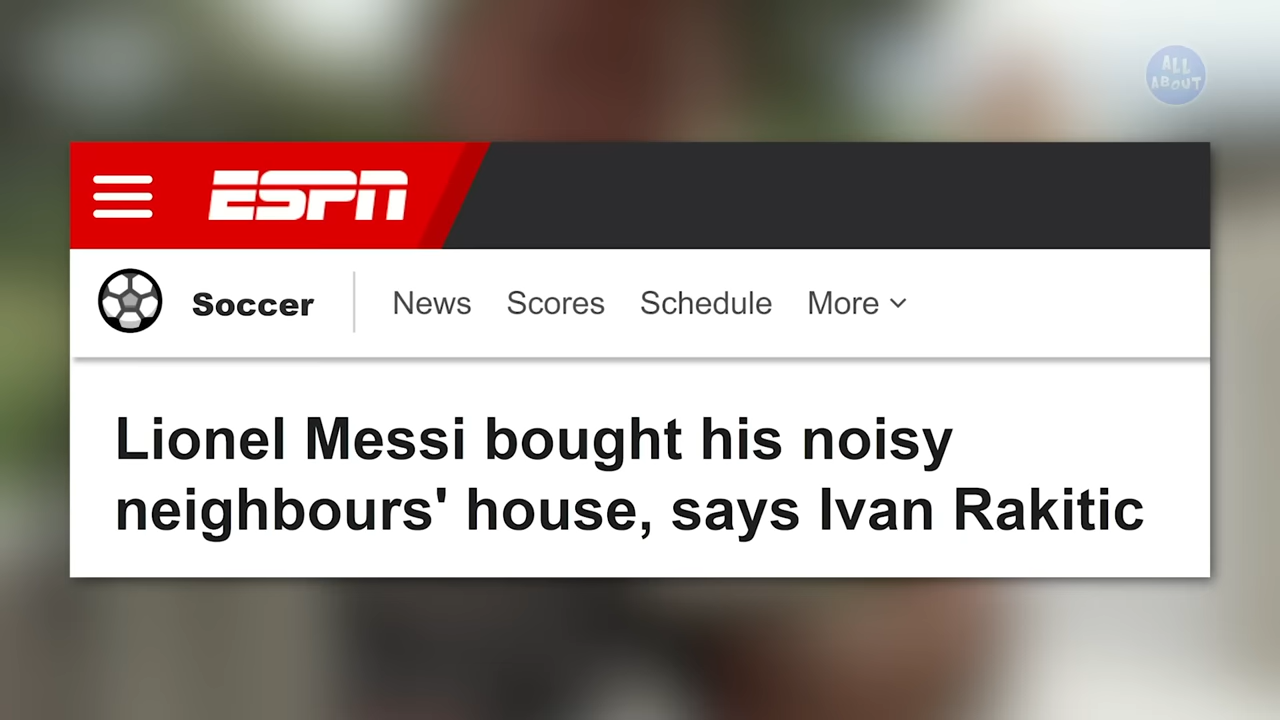 ALL
ABOUT
ESPN
Soccer
News Scores Schedule More
Lionel Messi bought his noisy
neighbours' house, says Ivan Rakitic